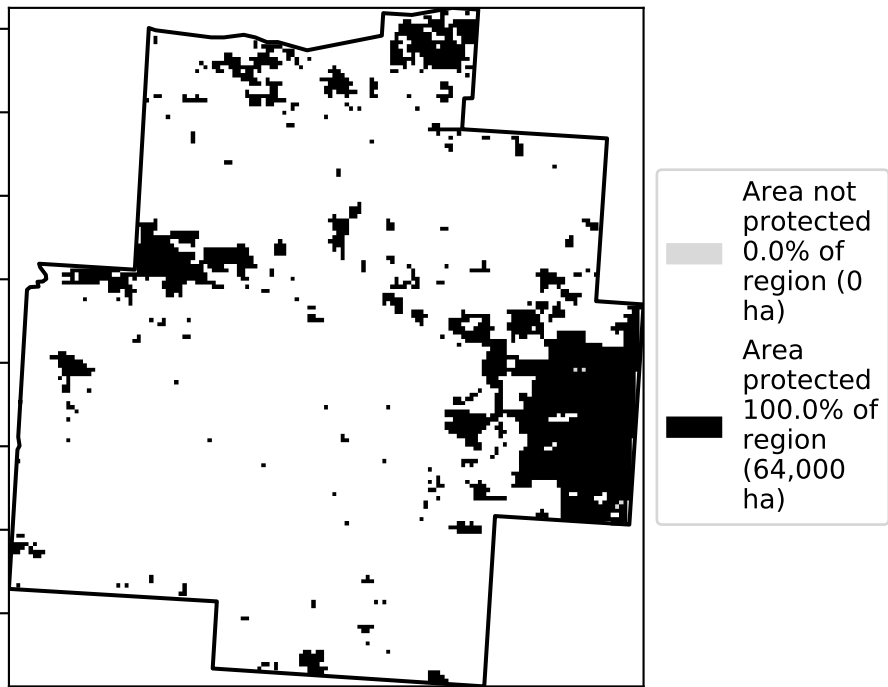 Area not
protected
0.0% of
region (0
ha)
Area
protected
100.0% of
region
(64,000
ha)